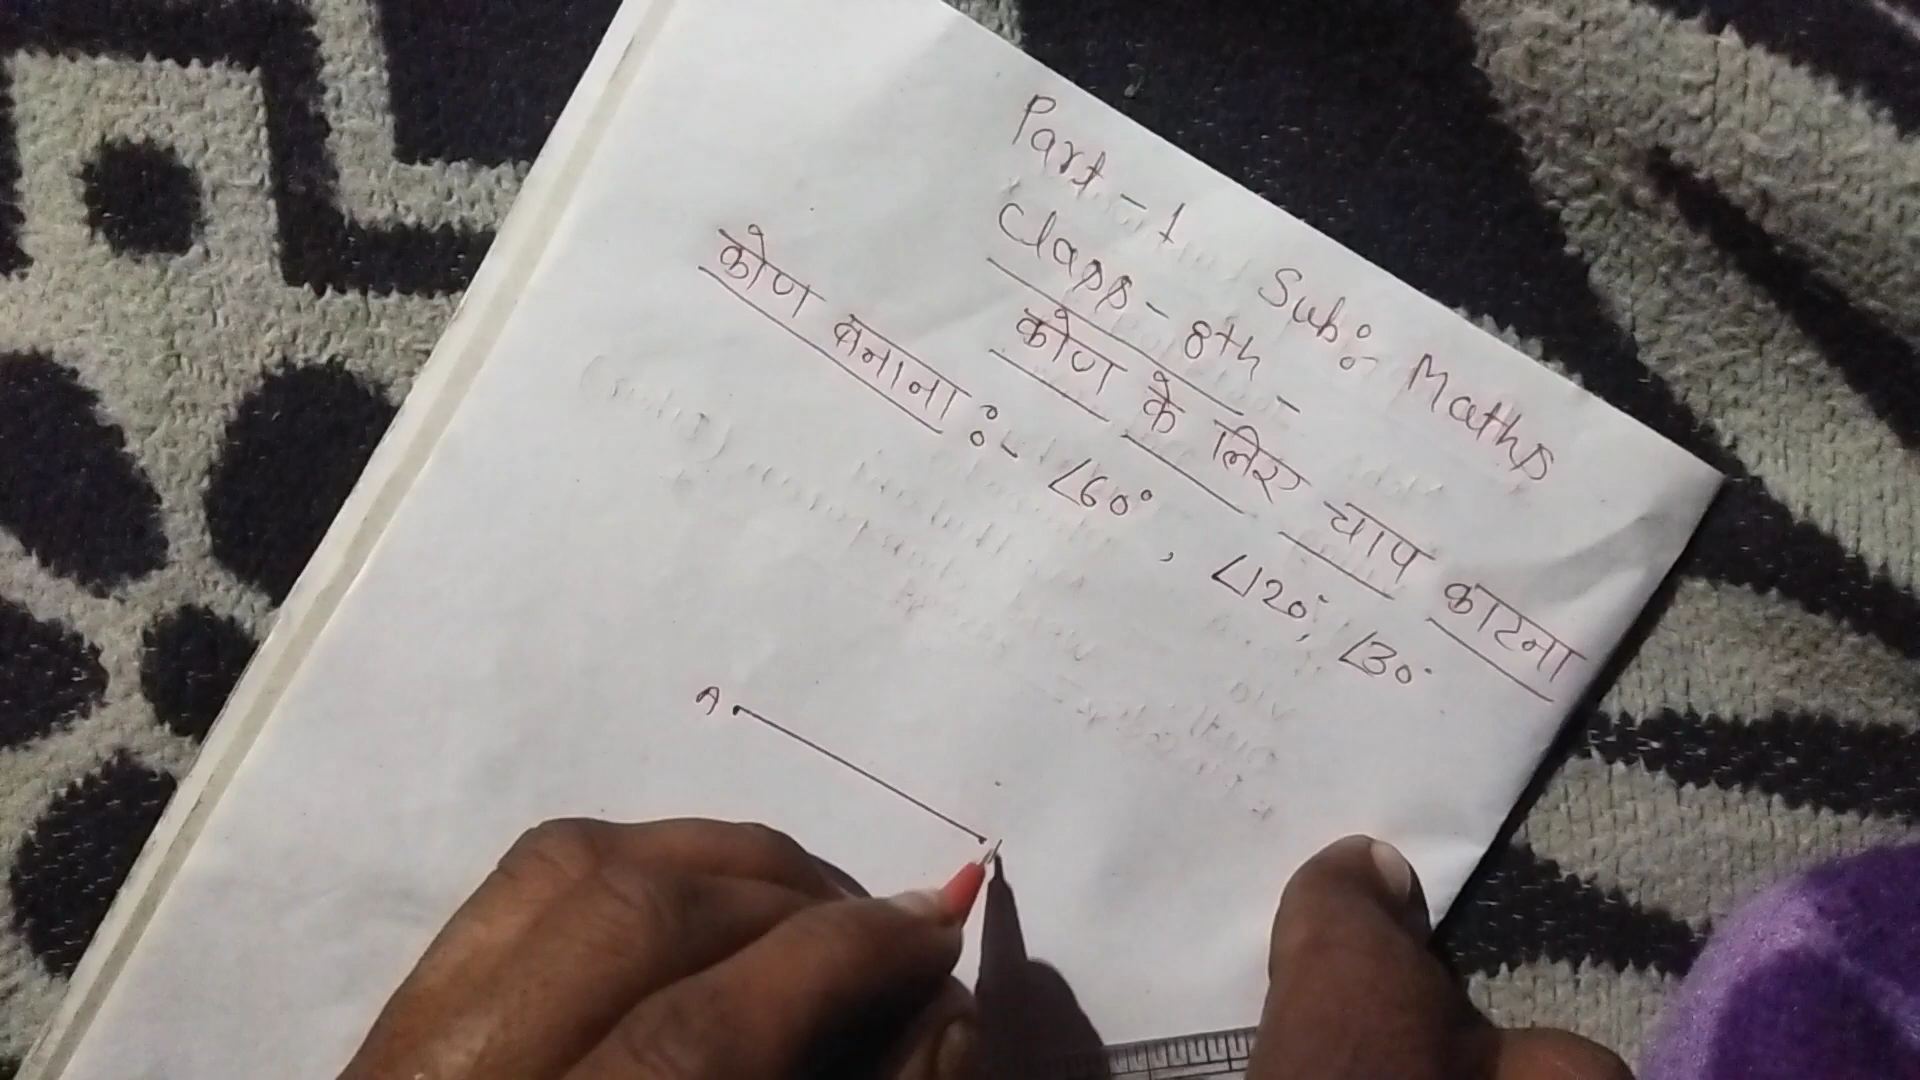 Part - 1 Sub:- Maths
Class - 8th -
कोण के लिए चाप काटना
कोण बनाना :- ∠60°, ∠120°, ∠30°
A